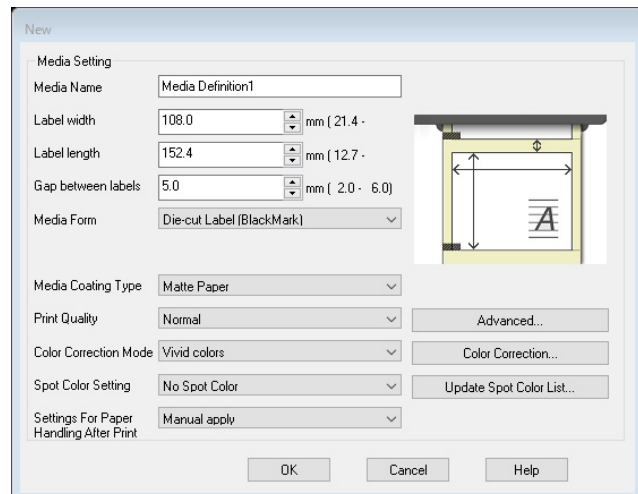 New
Media Setting
Media Name Media Definition1
Label width 108.0 mm ( 21.4 -
Label length 152.4 mm ( 12.7 -
Gap between labels 5.0 mm ( 2.0 - 6.0)
Media Form Die-cut Label (BlackMark)
A
Media Coating Type Matte Paper
Print Quality Normal Advanced...
Color Correction Mode Vivid colors Color Correction...
Spot Color Setting No Spot Color Update Spot Color List...
Settings For Paper Manual apply
Handling After Print
OK Cancel Help